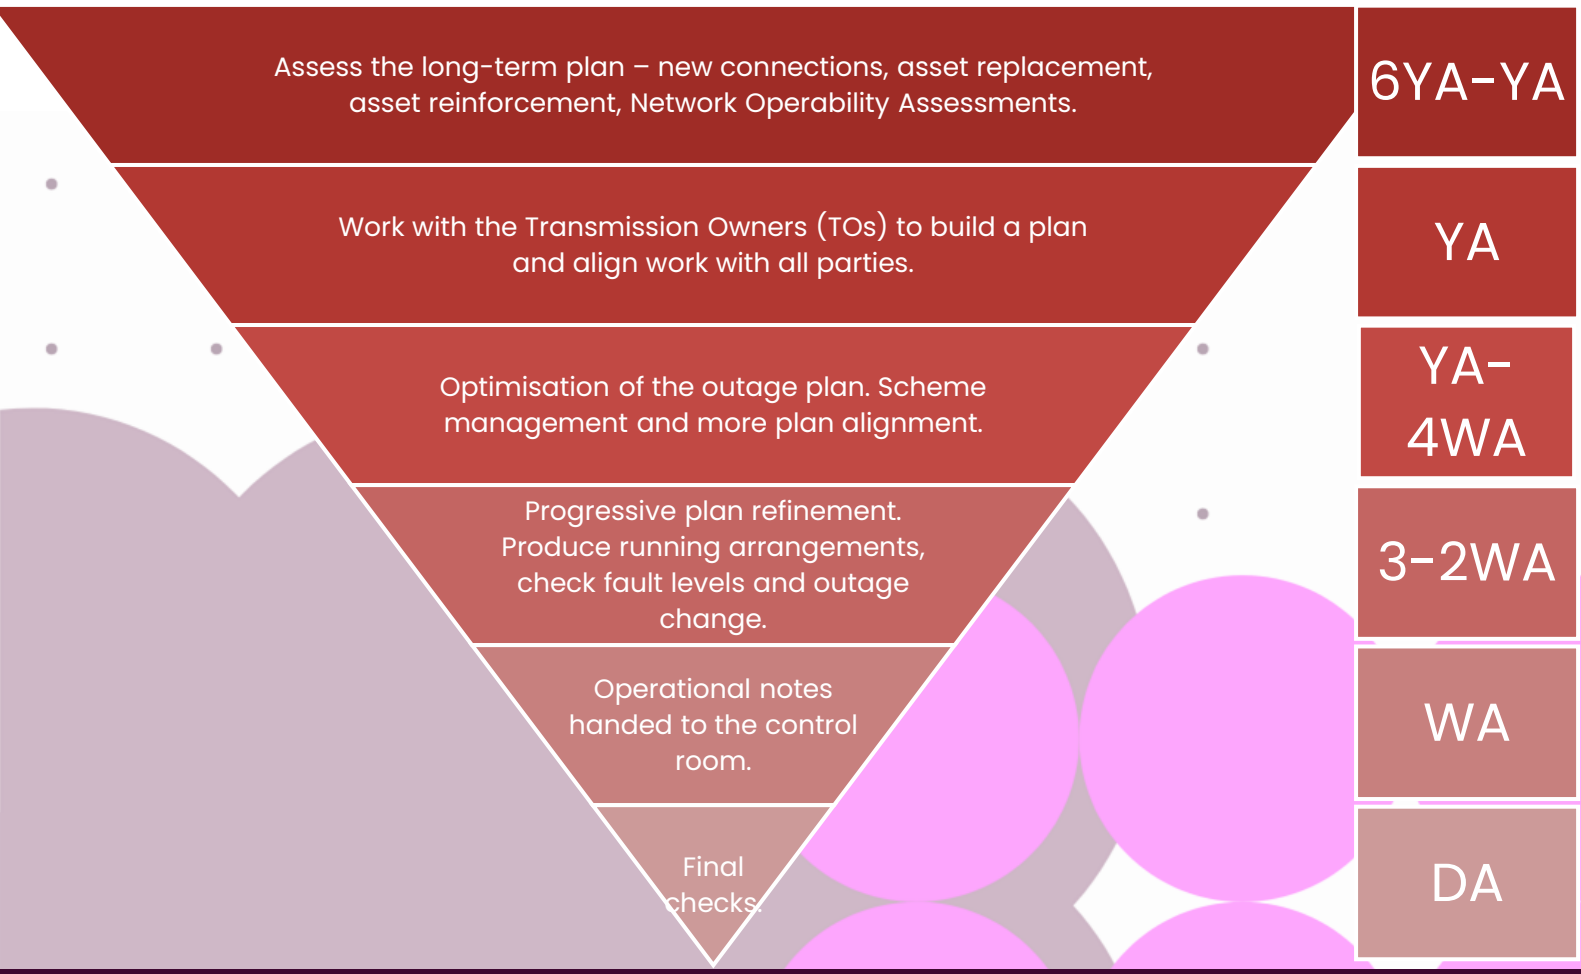 Assess the long-term plan – new connections, asset replacement,
asset reinforcement, Network Operability Assessments.
6YA-YA
Work with the Transmission Owners (TOs) to build a plan
and align work with all parties.
YA
Optimisation of the outage plan. Scheme
management and more plan alignment.
YA-
4WA
Progressive plan refinement.
Produce running arrangements,
check fault levels and outage
change.
3-2WA
Operational notes
handed to the control
room.
WA
Final
checks.
DA